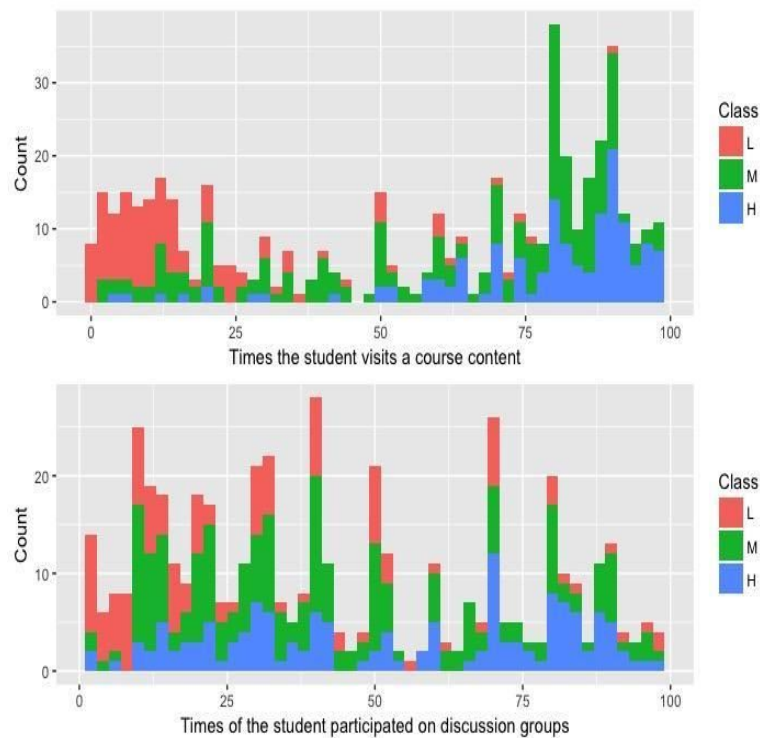 30
20
10
0
Count
0 25 50 75 100
Times the student visits a course content
Class
L
M
H
20
10
0
Count
0 25 50 75 100
Times of the student participated on discussion groups
Class
L
M
H